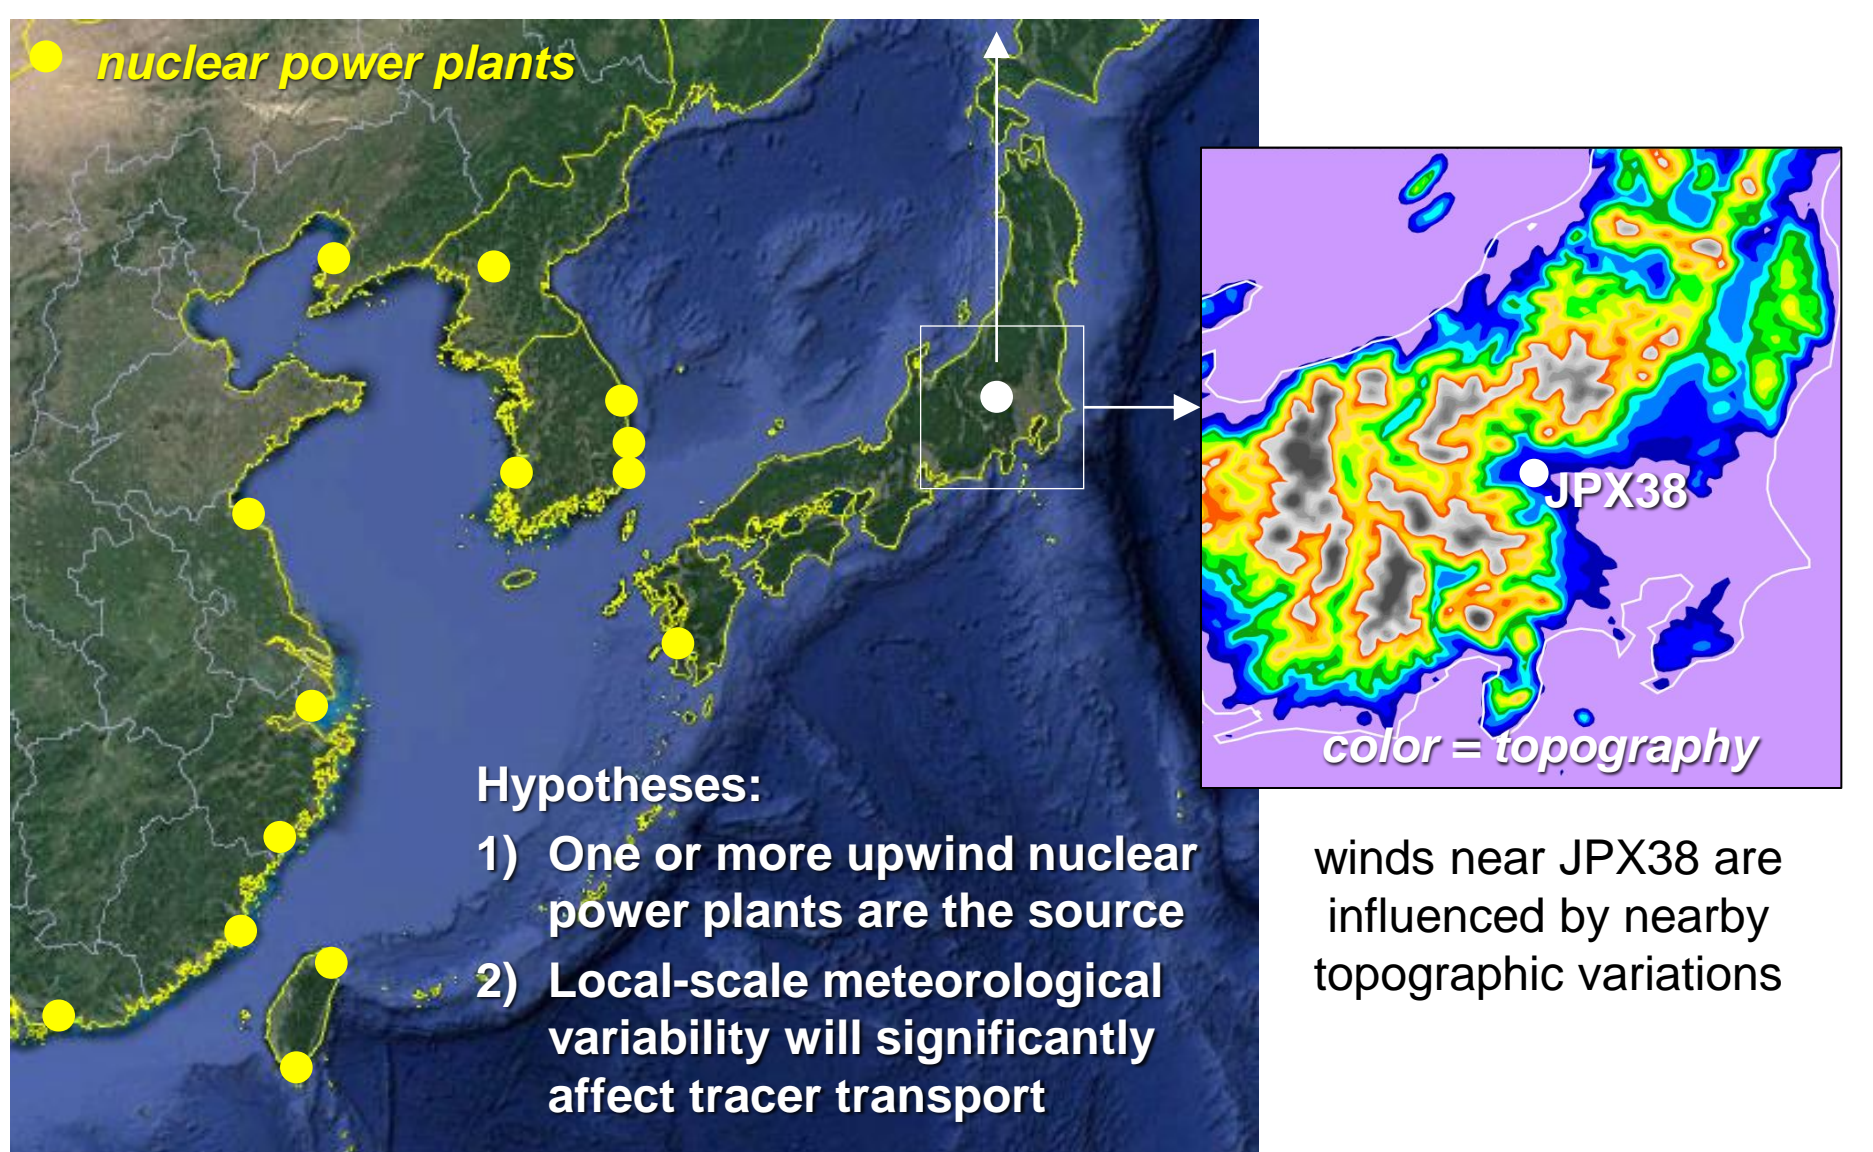 nuclear power plants
JPX38
color = topography
Hypotheses:
1) One or more upwind nuclear
power plants are the source
2) Local-scale meteorological
variability will significantly
affect tracer transport
winds near JPX38 are
influenced by nearby
topographic variations